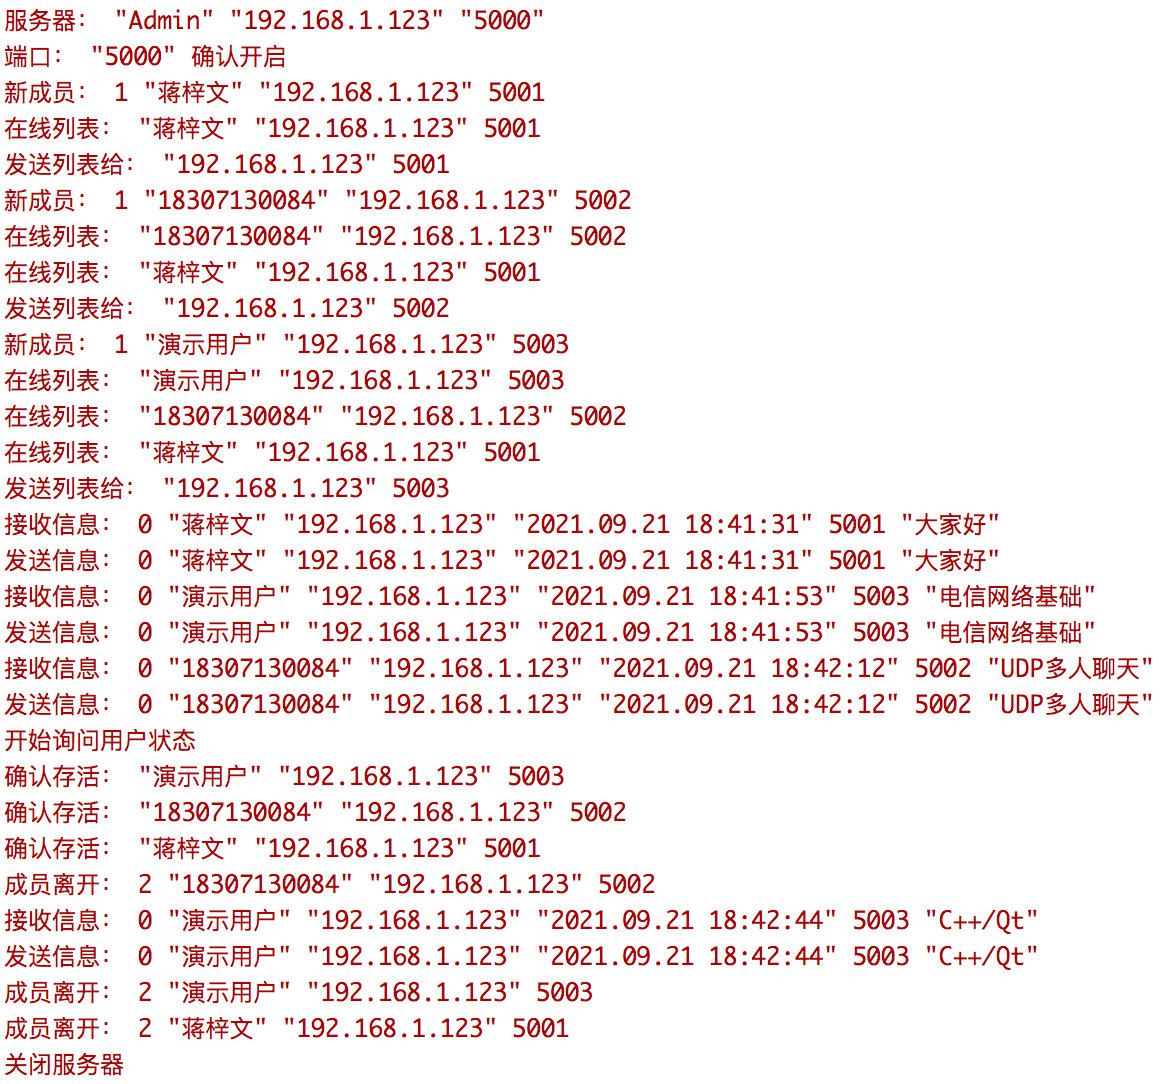 服务器： "Admin" "192.168.1.123" "5000"
端口： "5000" 确认开启
新成员： 1 "蒋梓文" "192.168.1.123" 5001
在线列表： "蒋梓文" "192.168.1.123" 5001
发送列表给： "192.168.1.123" 5001
新成员： 1 "18307130084" "192.168.1.123" 5002
在线列表： "18307130084" "192.168.1.123" 5002
在线列表： "蒋梓文" "192.168.1.123" 5001
发送列表给： "192.168.1.123" 5002
新成员： 1 "演示用户" "192.168.1.123" 5003
在线列表： "演示用户" "192.168.1.123" 5003
在线列表： "18307130084" "192.168.1.123" 5002
在线列表： "蒋梓文" "192.168.1.123" 5001
发送列表给： "192.168.1.123" 5003
接收信息： 0 "蒋梓文" "192.168.1.123" "2021.09.21 18:41:31" 5001 "大家好"
发送信息： 0 "蒋梓文" "192.168.1.123" "2021.09.21 18:41:31" 5001 "大家好"
接收信息： 0 "演示用户" "192.168.1.123" "2021.09.21 18:41:53" 5003 "电信网络基础"
发送信息： 0 "演示用户" "192.168.1.123" "2021.09.21 18:41:53" 5003 "电信网络基础"
接收信息： 0 "18307130084" "192.168.1.123" "2021.09.21 18:42:12" 5002 "UDP多人聊天"
发送信息： 0 "18307130084" "192.168.1.123" "2021.09.21 18:42:12" 5002 "UDP多人聊天"
开始询问用户状态
确认存活： "演示用户" "192.168.1.123" 5003
确认存活： "18307130084" "192.168.1.123" 5002
确认存活： "蒋梓文" "192.168.1.123" 5001
成员离开： 2 "18307130084" "192.168.1.123" 5002
接收信息： 0 "演示用户" "192.168.1.123" "2021.09.21 18:42:44" 5003 "C++/Qt"
发送信息： 0 "演示用户" "192.168.1.123" "2021.09.21 18:42:44" 5003 "C++/Qt"
成员离开： 2 "演示用户" "192.168.1.123" 5003
成员离开： 2 "蒋梓文" "192.168.1.123" 5001
关闭服务器